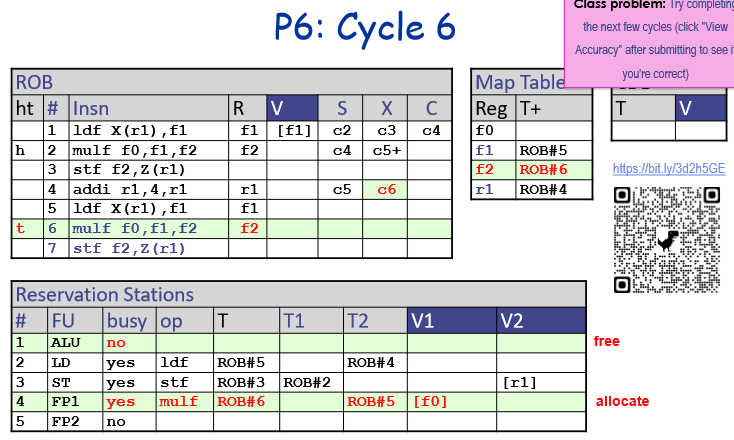 Class problem: Try completing
the next few cycles (click "View
Accuracy" after submitting to see if
you're correct)
P6: Cycle 6
ROB
ht # Insn R V S X C
1 ldf X(r1),f1 f1 [f1] c2 c3 c4
h 2 mulf f0,f1,f2 f2 c4 c5+
3 stf f2,Z(r1)
4 addi r1,4,r1 r1 c5 c6
5 ldf X(r1),f1 f1
t 6 mulf f0,f1,f2 f2
7 stf f2,Z(r1)
Map Table
Reg T+
f0
f1 ROB#5
f2 ROB#6
r1 ROB#4
T V
https://bit.ly/3d2h5GE
Reservation Stations
# FU busy op T T1 T2 V1 V2
1 ALU no
2 LD yes ldf ROB#5 ROB#4
3 ST yes stf ROB#3 ROB#2 [r1]
4 FP1 yes mulf ROB#6 ROB#5 [f0]
5 FP2 no
free
allocate